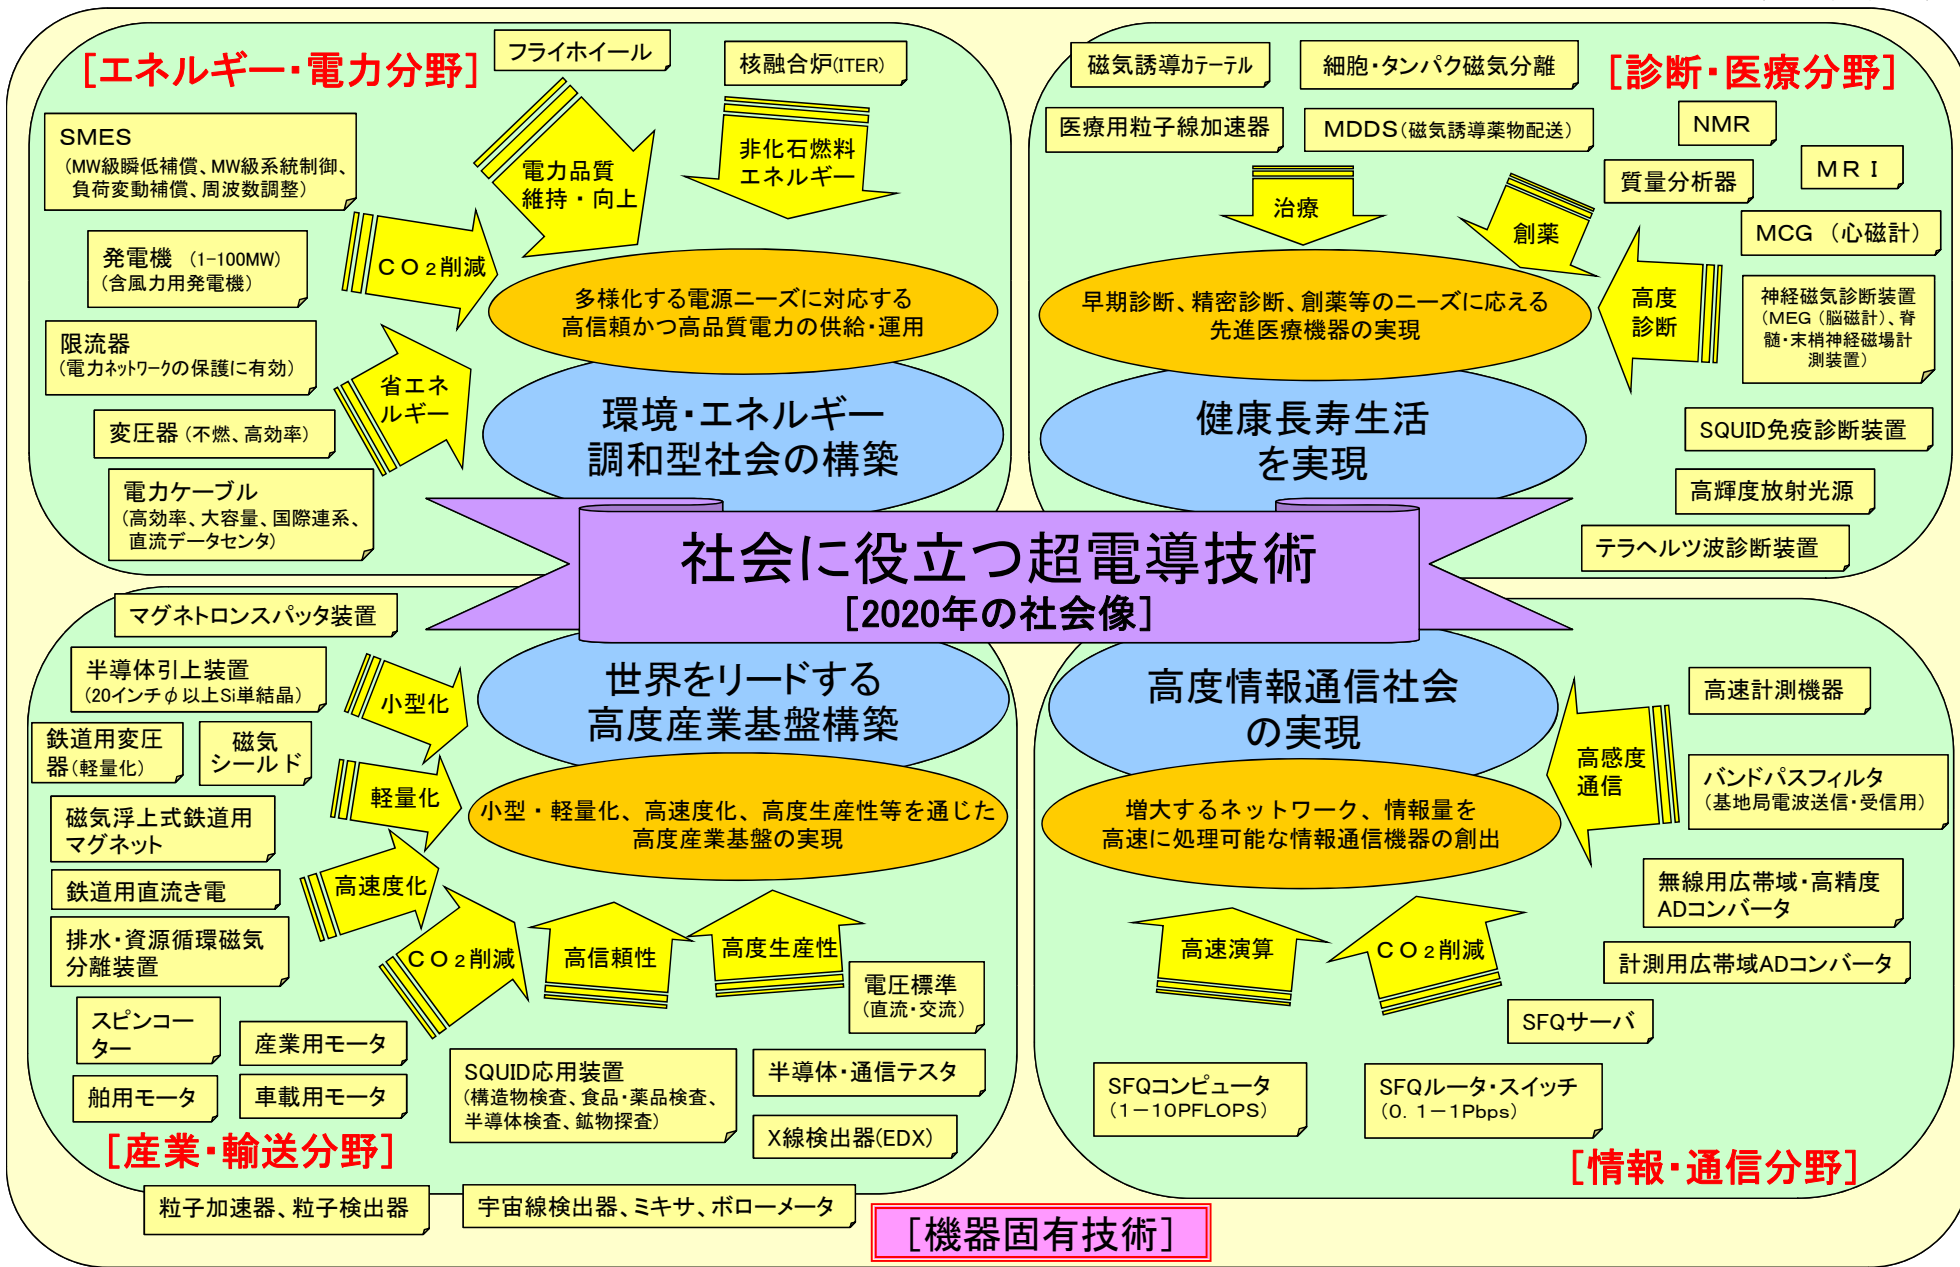 [エネルギー・電力分野]
フライホイール
核融合炉(ITER)
SMES
(MW級瞬低補償、MW級系統制御、
負荷変動補償、周波数調整)
発電機 (1-100MW)
(含風力用発電機)
限流器
(電力ネットワークの保護に有効)
変圧器(不燃、高効率)
電力ケーブル
(高効率、大容量、国際連系、
直流データセンタ)
電力品質
維持・向上
非化石燃料
エネルギー
CO2削減
省エネ
ルギー
多様化する電源ニーズに対応する
高信頼かつ高品質電力の供給・運用
環境・エネルギー
調和型社会の構築
[診断・医療分野]
磁気誘導カテーテル
細胞・タンパク磁気分離
医療用粒子線加速器
MDDS(磁気誘導薬物配送)
NMR
MRI
質量分析器
MCG (心磁計)
神経磁気診断装置
(MEG(脳磁計)、脊
髄・末梢神経磁場計
測装置)
SQUID免疫診断装置
高輝度放射光源
テラヘルツ波診断装置
治療
創薬
高度
診断
早期診断、精密診断、創薬等のニーズに応える
先進医療機器の実現
健康長寿生活
を実現
社会に役立つ超電導技術
[2020年の社会像]
マグネトロンスパッタ装置
半導体引上装置
(20インチφ以上Si単結晶)
鉄道用変圧
器(軽量化)
磁気
シールド
磁気浮上式鉄道用
マグネット
鉄道用直流き電
排水・資源循環磁気
分離装置
スピンコー
ター
産業用モータ
舶用モータ
車載用モータ
小型化
軽量化
高速度化
CO2削減
高信頼性
高度生産性
世界をリードする
高度産業基盤構築
小型・軽量化、高速度化、高度生産性等を通じた
高度産業基盤の実現
電圧標準
(直流・交流)
SQUID応用装置
(構造物検査、食品・薬品検査、
半導体検査、鉱物探査)
半導体・通信テスタ
X線検出器(EDX)
[産業・輸送分野]
粒子加速器、粒子検出器
宇宙線検出器、ミキサ、ボローメータ
高度情報通信社会
の実現
増大するネットワーク、情報量を
高速に処理可能な情報通信機器の創出
高感度
通信
高速演算
CO2削減
高速計測機器
バンドパスフィルタ
(基地局電波送信・受信用)
無線用広帯域・高精度
ADコンバータ
計測用広帯域ADコンバータ
SFQサーバ
SFQコンピュータ
(1-10PFLOPS)
SFQルータ・スイッチ
(0.1-1Pbps)
[情報・通信分野]
[機器固有技術]